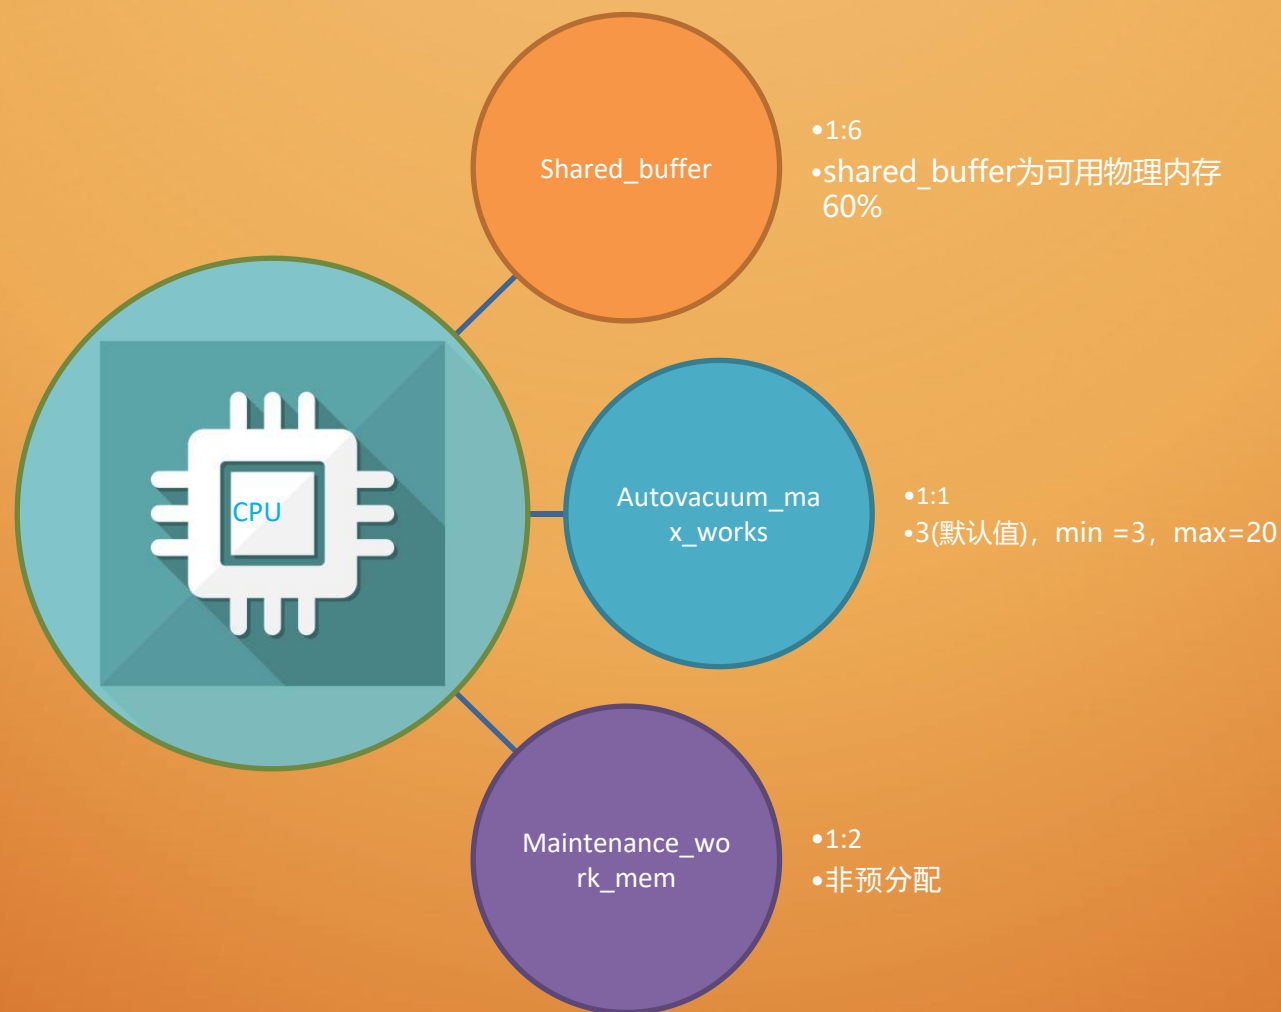 Shared_buffer
•1:6
•shared_buffer为可用物理内存
60%
CPU
Autovacuum_ma
x_works
•1:1
•3(默认值)，min =3，max=20
Maintenance_wo
rk_mem
•1:2
•非预分配